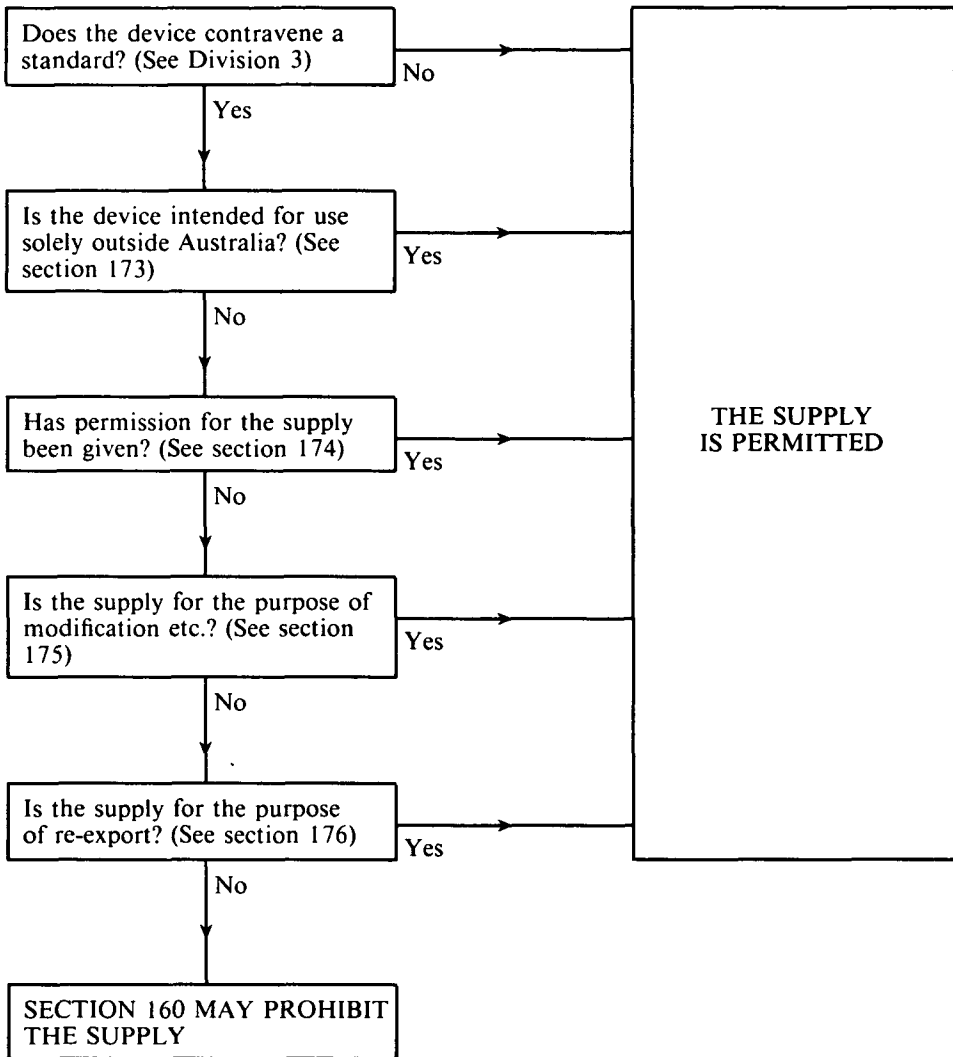 Does the device contravene a
standard? (See Division 3)
No
Yes
Is the device intended for use
solely outside Australia? (See
section 173)
Yes
No
Has permission for the supply
been given? (See section 174)
Yes
No
THE SUPPLY
IS PERMITTED
Is the supply for the purpose of
modification etc.? (See section
175)
Yes
No
Is the supply for the purpose
of re-export? (See section 176)
Yes
No
SECTION 160 MAY PROHIBIT
THE SUPPLY